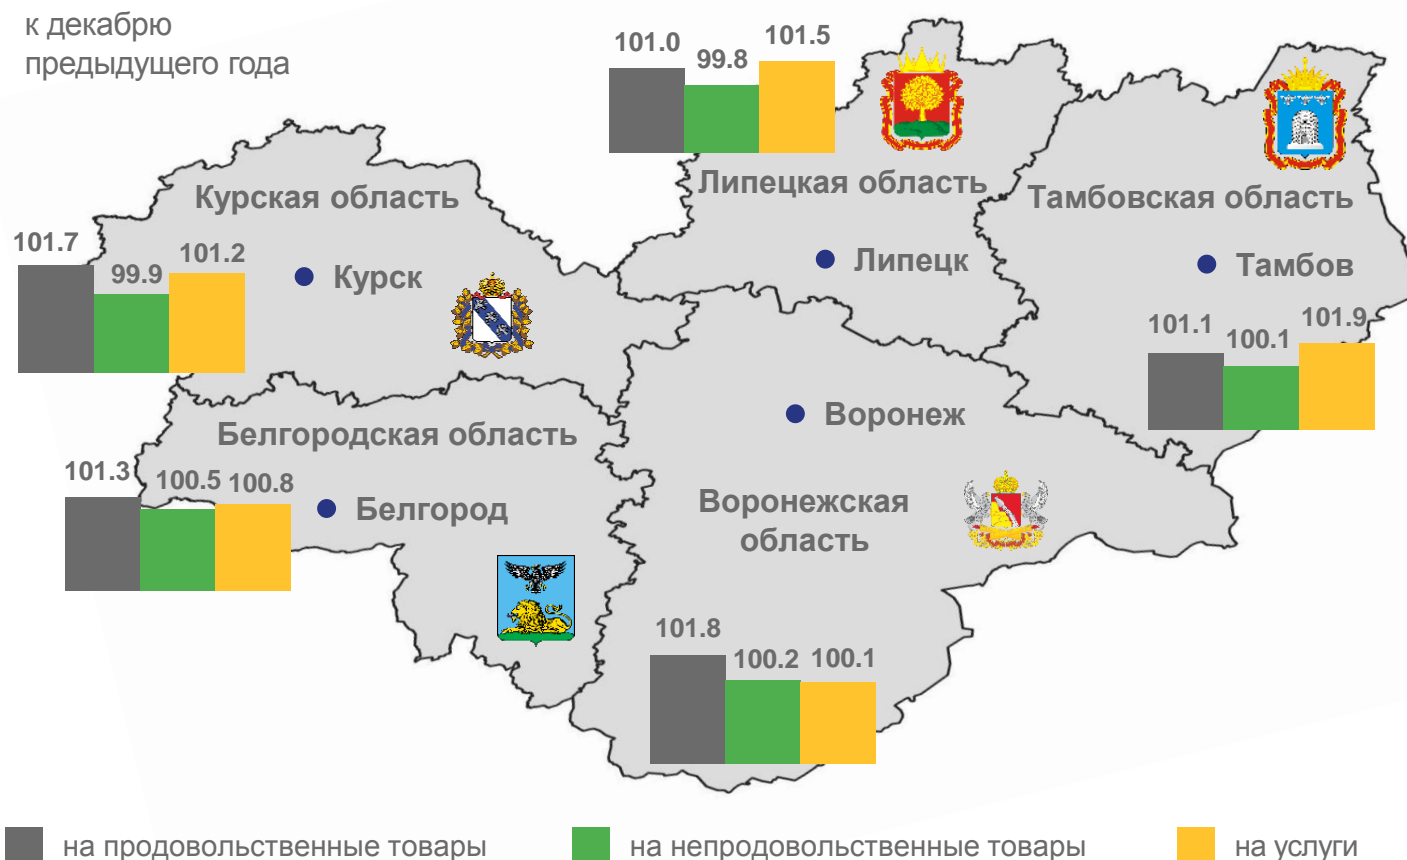 к декабрю
предыдущего года
101.0
99.8
101.5
Липецкая область
Липецк
Курская область
101.7
99.9
101.2
Курск
Тамбовская область
Тамбов
101.1
100.1
101.9
Белгородская область
101.3
100.5
100.8
Белгород
Воронеж
Воронежская
область
101.8
100.2
100.1
на продовольственные товары
на непродовольственные товары
на услуги